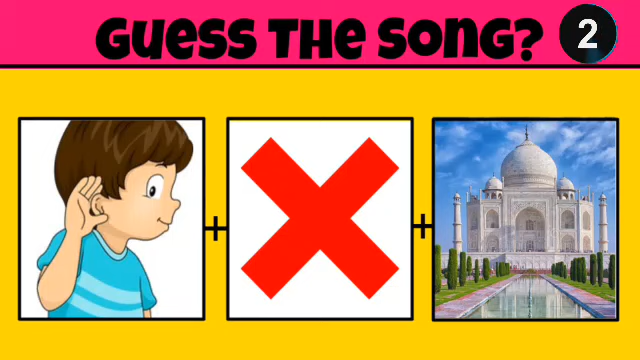 GUESS THE SONG? 2
+ +